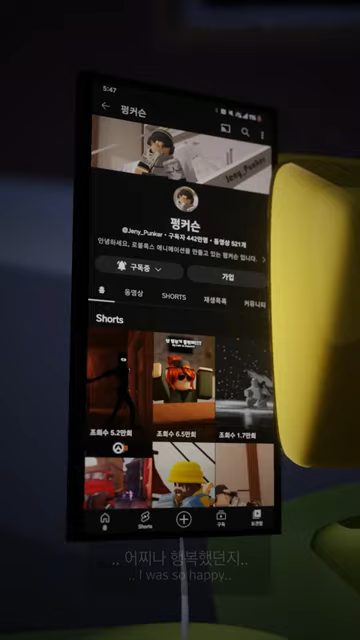 5:47
펑커슨
Jeny_Punker
펑커슨
@Jeny_Punker • 구독자 442만명 • 동영상 521개
안녕하세요, 로블록스 애니메이션을 만들고 있는 펑커슨 입니다.
구독중
가입
홈
동영상
SHORTS
재생목록
커뮤니티
Shorts
조회수 5.2만회
조회수 6.5만회
조회수 1.7만회
홈
Shorts
구독
보관함
.. 어찌나 행복했던지..
.. I was so happy..